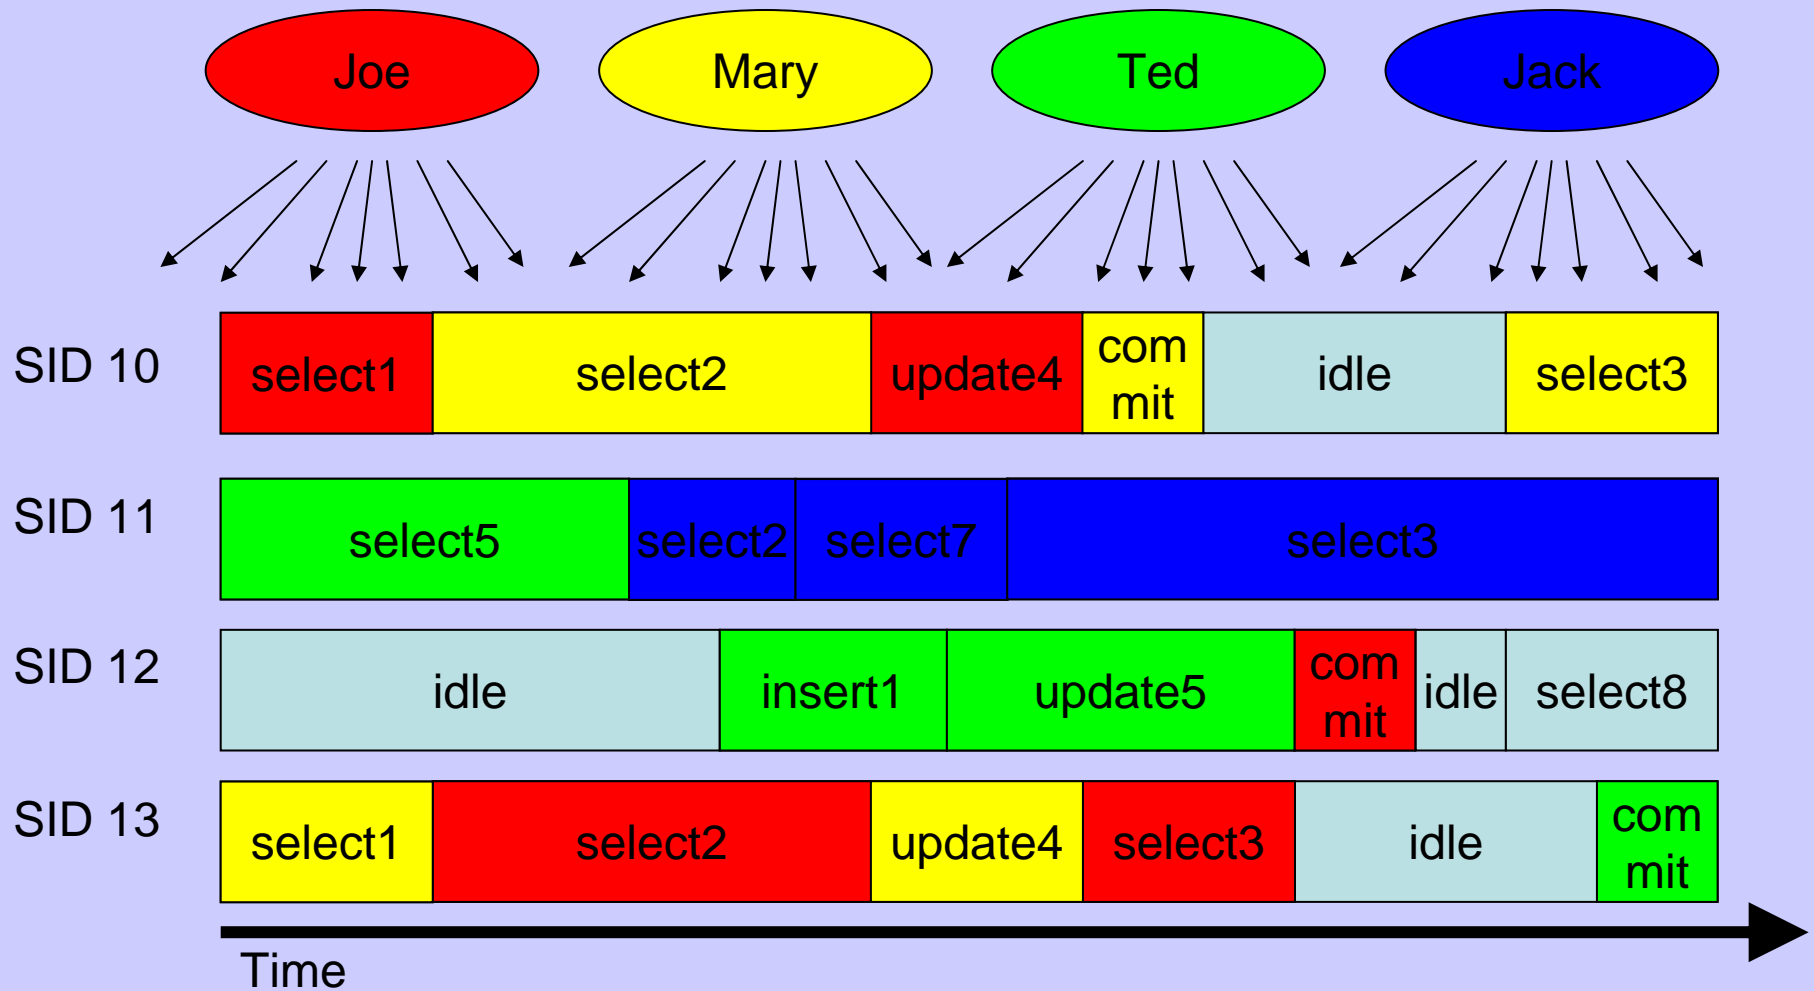 Joe Mary Ted Jack
SID 10 select1 select2 update4 com mit idle select3
SID 11 select5 select2 select7 select3
SID 12 idle insert1 update5 com mit idle select8
SID 13 select1 select2 update4 select3 idle com mit
Time